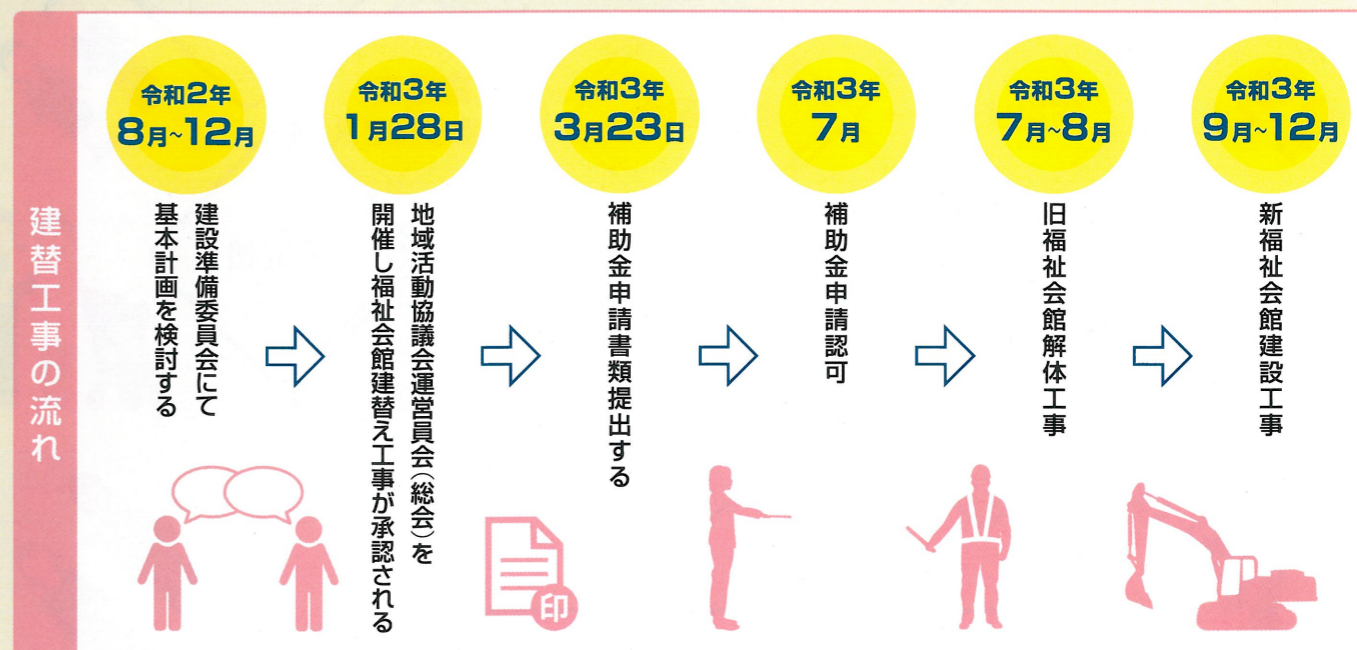 建替工事の流れ
令和2年
8月~12月
建設準備委員会にて
基本計画を検討する
令和3年
1月28日
地域活動協議会運営員会(総会)を
開催し福祉会館建替え工事が承認される
令和3年
3月23日
補助金申請書類提出する
印
令和3年
7月
補助金申請認可
令和3年
7月~8月
旧福祉会館解体工事
令和3年
9月~12月
新福祉会館建設工事